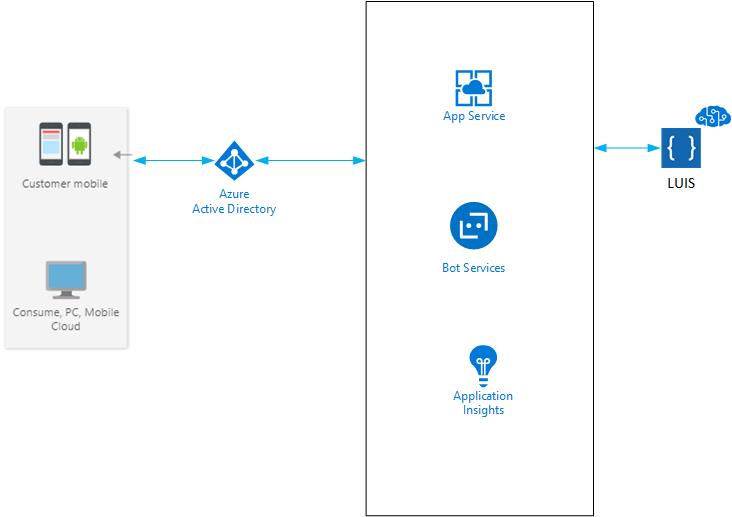 App Service
Customer mobile
Azure
Active Directory
{ }
LUIS
Bot Services
Consume, PC, Mobile
Cloud
Application
Insights